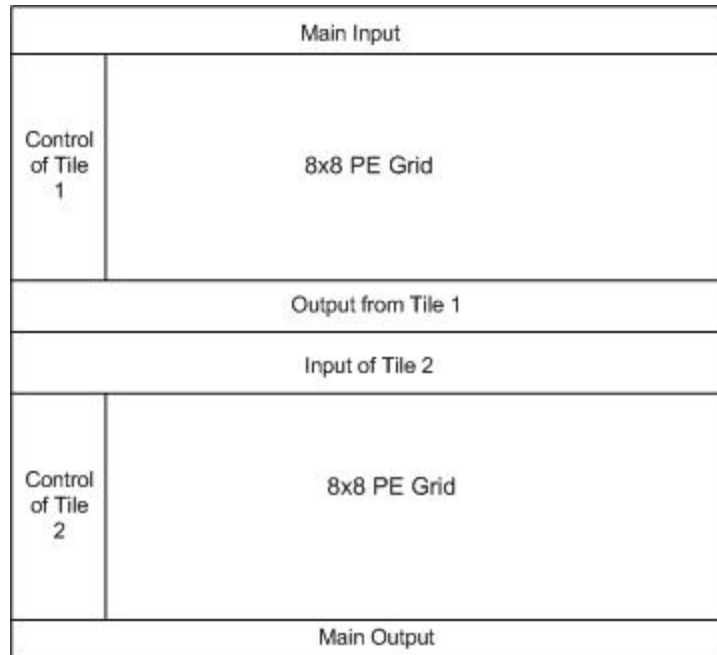 Main Input
Control
of Tile
1
8x8 PE Grid
Output from Tile 1
Input of Tile 2
Control
of Tile
2
8x8 PE Grid
Main Output